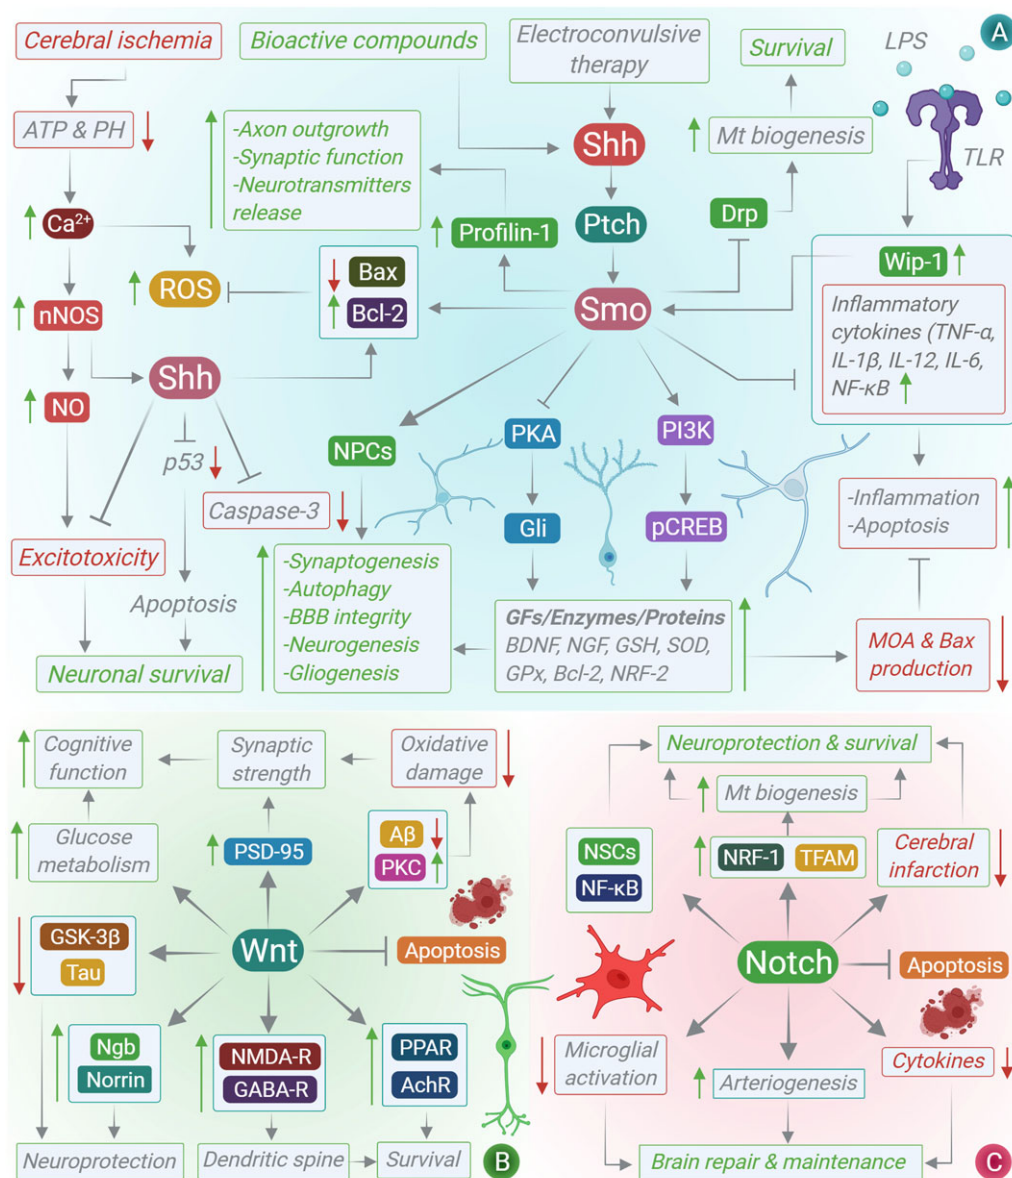 Cerebral ischemia
Bioactive compounds
Electroconvulsive
therapy
Survival
LPS
A
ATP & PH
-Axon outgrowth
-Synaptic function
-Neurotransmitters
release
Shh
Mt biogenesis
TLR
Ca²⁺
Profilin-1
Ptch
Drp
ROS
Bax
Bcl-2
Smo
Wip-1
Inflammatory
cytokines (TNF-α,
IL-1β, IL-12, IL-6,
NF-κB
nNOS
Shh
NO
p53
NPCs
PKA
PI3K
Caspase-3
Gli
pCREB
-Inflammation
-Apoptosis
Excitotoxicity
Apoptosis
-Synaptogenesis
-Autophagy
-BBB integrity
-Neurogenesis
-Gliogenesis
GFs/Enzymes/Proteins
BDNF, NGF, GSH, SOD,
GPx, Bcl-2, NRF-2
MOA & Bax
production
Neuronal survival
Cognitive
function
Synaptic
strength
Oxidative
damage
Glucose
metabolism
PSD-95
Aβ
PKC
GSK-3β
Tau
Wnt
Apoptosis
Ngb
Norrin
NMDA-R
GABA-R
PPAR
AchR
Neuroprotection
Dendritic spine
Survival
B
Neuroprotection & survival
Mt biogenesis
NSCs
NF-κB
NRF-1
TFAM
Cerebral
infarction
Notch
Apoptosis
Microglial
activation
Arteriogenesis
Cytokines
Brain repair & maintenance
C